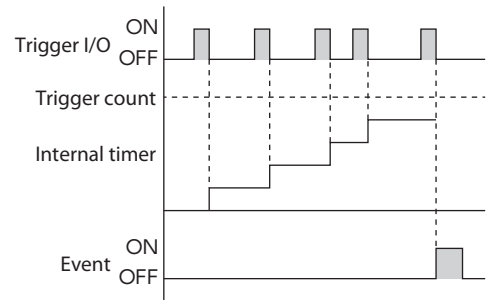 ON
Trigger I/O
OFF
Trigger count
Internal timer
ON
Event
OFF